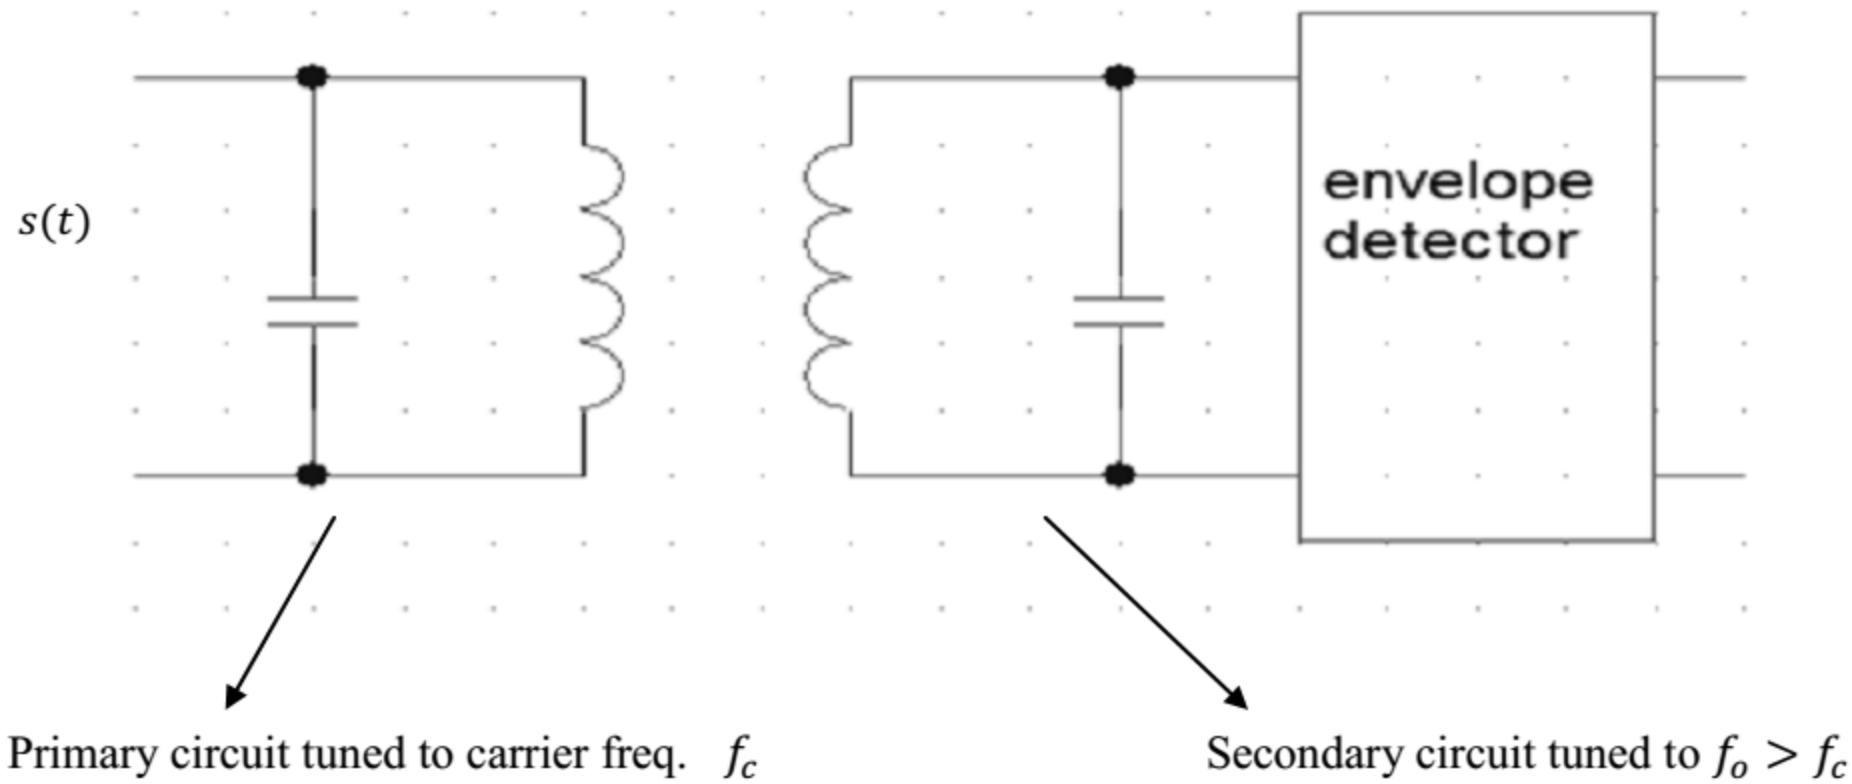 s(t)
envelope
detector
Primary circuit tuned to carrier freq. f_c
Secondary circuit tuned to f_o > f_c